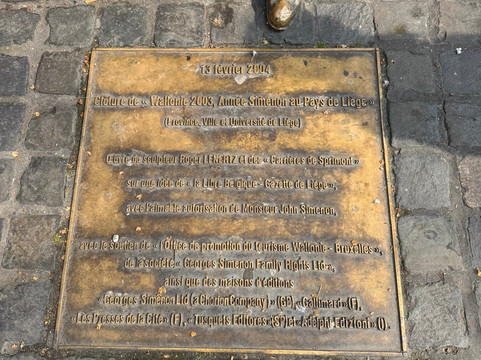 13 février 2004
Clôture de « Wallonie 2003, Année Simenon au Pays de Liège »
(Province, Ville et Université de Liège)
Œuvre du sculpteur Roger LENERTZ et des « Carrières de Sprimont »
sur une idée de « la Libre Belgique - Gazette de Liège »,
avec l'aimable autorisation de Monsieur John Simenon,
avec le soutien de « l'Office de promotion du Tourisme Wallonie - Bruxelles »,
de la société « Georges Simenon Family Rights Ltd »,
ainsi que des maisons d'éditions
« Georges Simenon Ltd (a Chorion Company) » (GB), « Gallimard » (F),
« Les Presses de la Cité » (F), « Tusquets Editores » (SP) et « Adelphi Edizioni » (I).